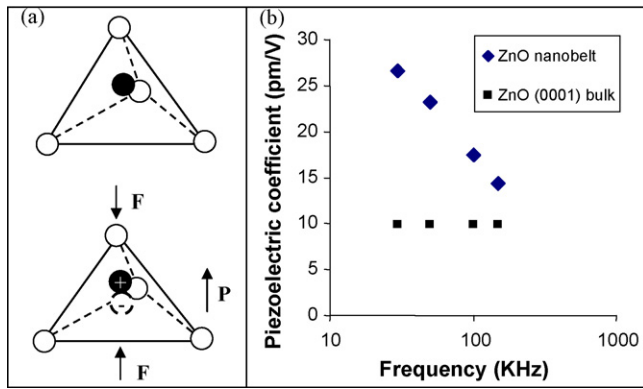 (a)
F
+
-
P
F
(b)
Piezoelectric coefficient (pm/V)
30
25
20
15
10
5
0
10
100
1000
Frequency (KHz)
ZnO nanobelt
ZnO (0001) bulk